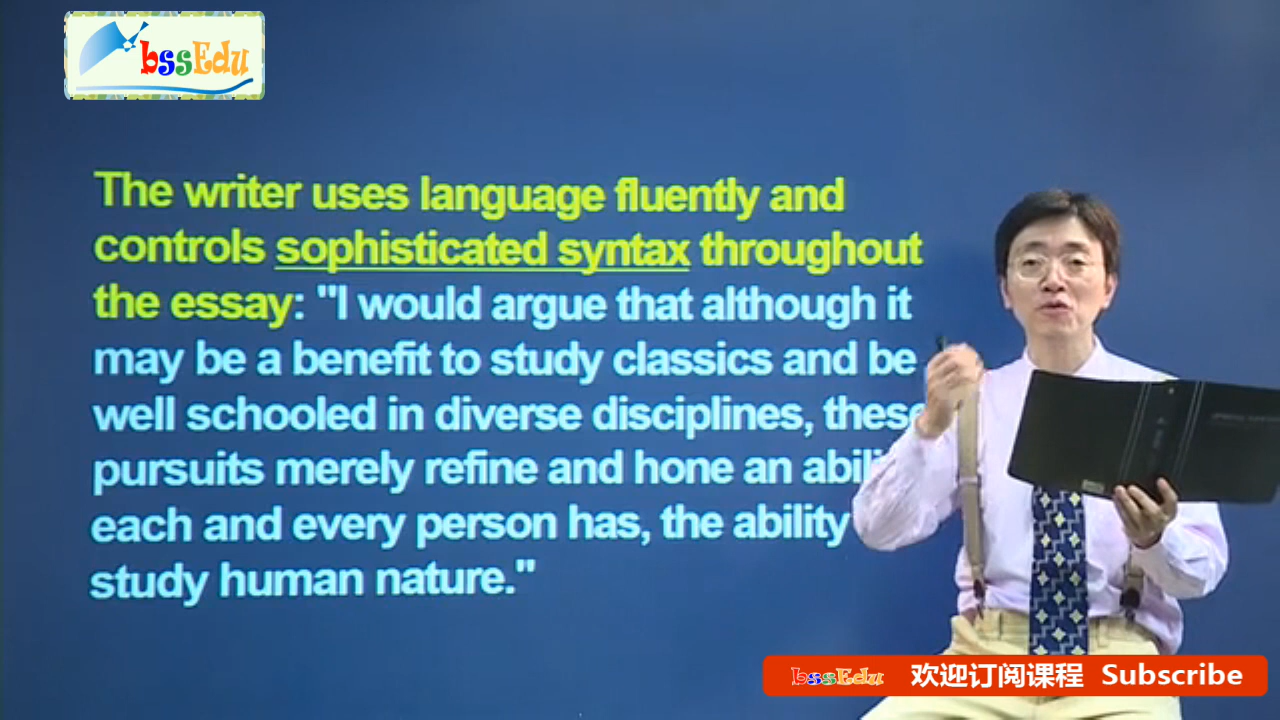 bssEdu
The writer uses language fluently and
controls sophisticated syntax throughout
the essay: "I would argue that although it
may be a benefit to study classics and be
well schooled in diverse disciplines, these
pursuits merely refine and hone an
each and every person has, the ability
study human nature."
bssEdu 欢迎订阅课程 Subscribe